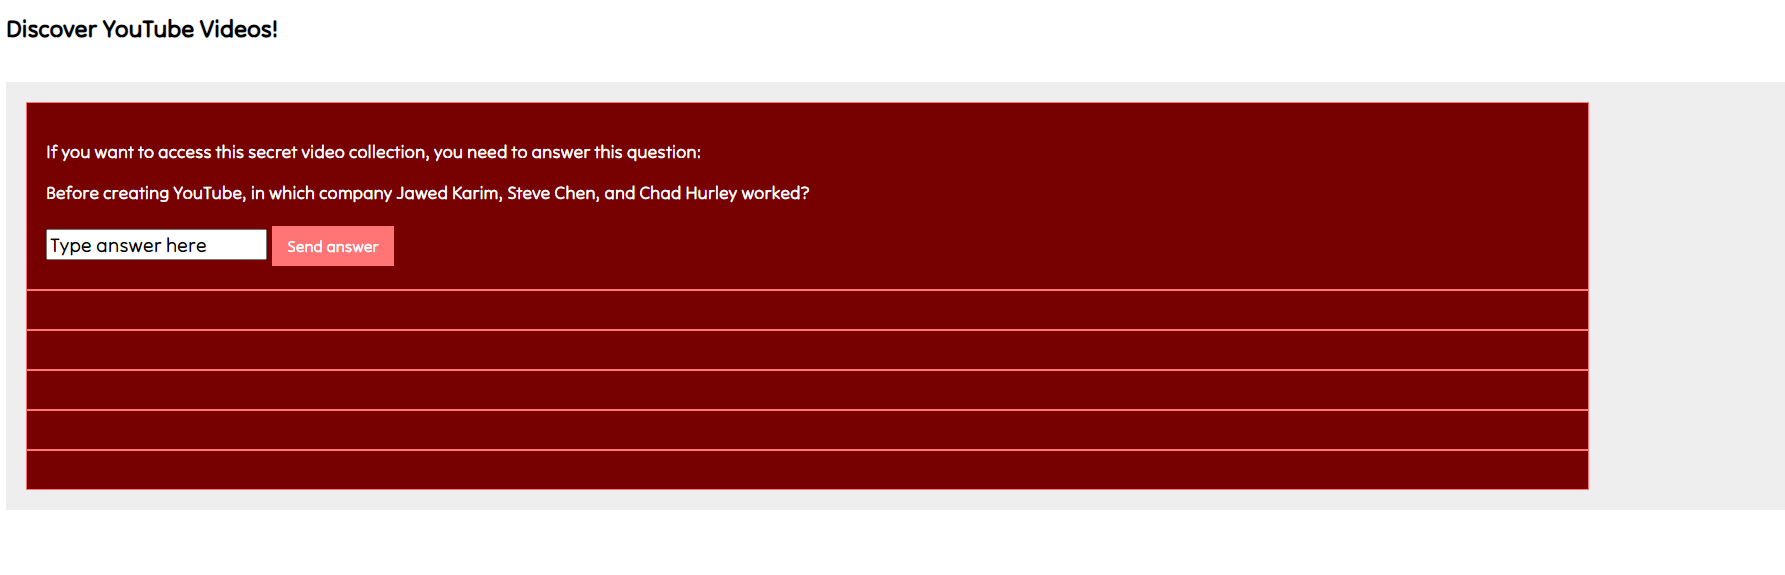 Discover YouTube Videos!
If you want to access this secret video collection, you need to answer this question:
Before creating YouTube, in which company Jawed Karim, Steve Chen, and Chad Hurley worked?
Type answer here
Send answer